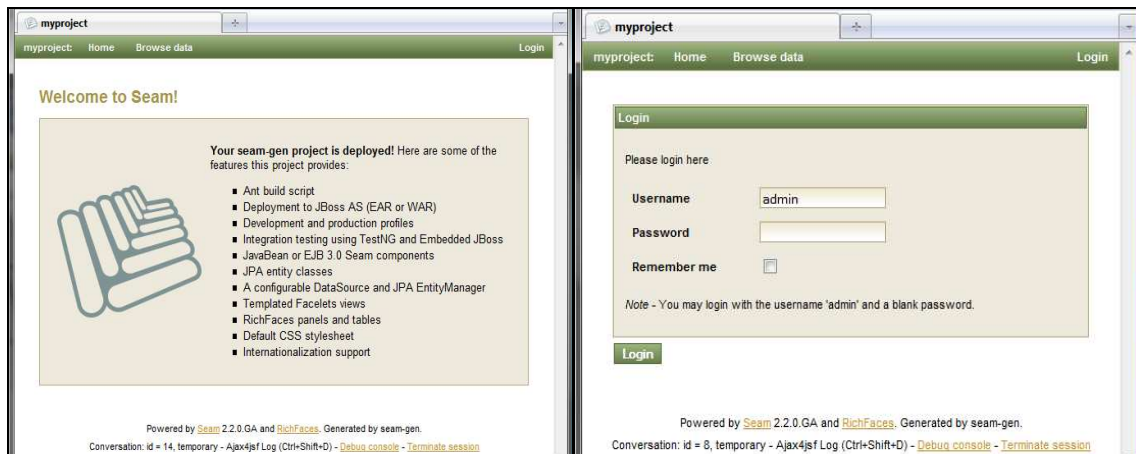 myproject
myproject: Home Browse data Login
Welcome to Seam!
Your seam-gen project is deployed! Here are some of the
features this project provides:
Ant build script
Deployment to JBoss AS (EAR or WAR)
Development and production profiles
Integration testing using TestNG and Embedded JBoss
JavaBean or EJB 3.0 Seam components
JPA entity classes
A configurable DataSource and JPA EntityManager
Templated Facelets views
RichFaces panels and tables
Default CSS stylesheet
Internationalization support
Powered by Seam 2.2.0.GA and RichFaces. Generated by seam-gen.
Conversation: id = 14, temporary - Ajax4jsf Log (Ctrl+Shift+D) - Debug console - Terminate session
myproject
myproject: Home Browse data Login
Login
Please login here
Username admin
Password
Remember me
Note - You may login with the username 'admin' and a blank password.
Login
Powered by Seam 2.2.0.GA and RichFaces. Generated by seam-gen.
Conversation: id = 8, temporary - Ajax4jsf Log (Ctrl+Shift+D) - Debug console - Terminate session